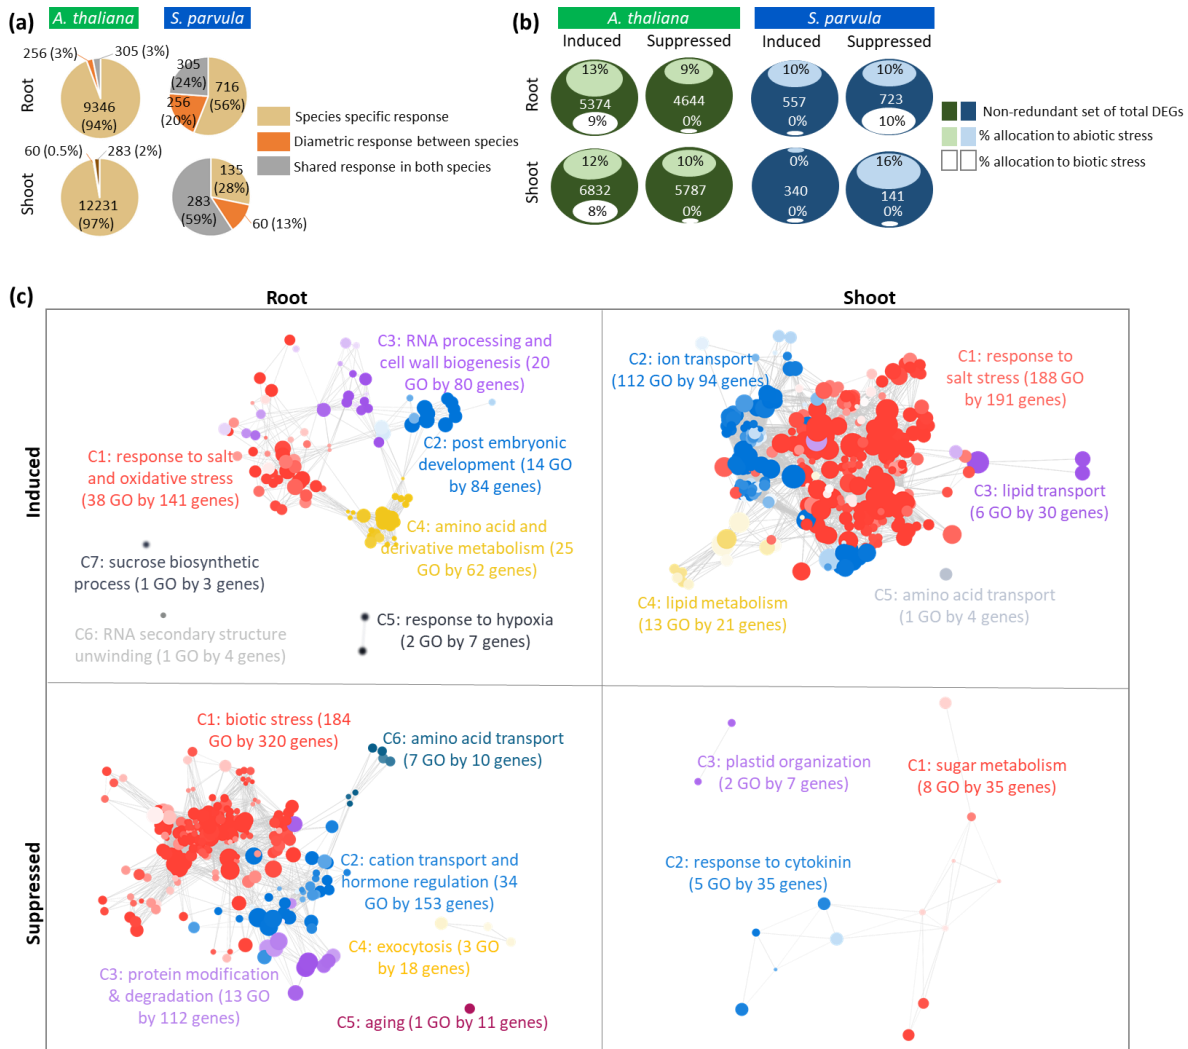 (a)
A. thaliana
S. parvula
256 (3%)
305 (3%)
Root
9346
(94%)
305
(24%)
716
(56%)
256
(20%)
Species specific response
Diametric response between species
Shared response in both species
60 (0.5%)
283 (2%)
Shoot
12231
(97%)
135
(28%)
283
(59%)
60 (13%)
(b)
A. thaliana
S. parvula
Induced
Suppressed
Induced
Suppressed
Root
13%
5374
9%
9%
4644
0%
10%
557
0%
10%
723
10%
Non-redundant set of total DEGs
% allocation to abiotic stress
% allocation to biotic stress
Shoot
12%
6832
8%
10%
5787
0%
0%
340
0%
16%
141
0%
(c)
Root
Shoot
Induced
C3: RNA processing and
cell wall biogenesis (20
GO by 80 genes)
C2: post embryonic
development (14 GO
by 84 genes)
C1: response to salt
and oxidative stress
(38 GO by 141 genes)
C4: amino acid and
derivative metabolism (25
GO by 62 genes)
C7: sucrose biosynthetic
process (1 GO by 3 genes)
C6: RNA secondary structure
unwinding (1 GO by 4 genes)
C5: response to hypoxia
(2 GO by 7 genes)
C2: ion transport
(112 GO by 94 genes)
C1: response to
salt stress (188 GO
by 191 genes)
C3: lipid transport
(6 GO by 30 genes)
C4: lipid metabolism
(13 GO by 21 genes)
C5: amino acid transport
(1 GO by 4 genes)
Suppressed
C1: biotic stress (184
GO by 320 genes)
C6: amino acid transport
(7 GO by 10 genes)
C2: cation transport and
hormone regulation (34
GO by 153 genes)
C4: exocytosis (3 GO
by 18 genes)
C3: protein modification
& degradation (13 GO
by 112 genes)
C5: aging (1 GO by 11 genes)
C3: plastid organization
(2 GO by 7 genes)
C1: sugar metabolism
(8 GO by 35 genes)
C2: response to cytokinin
(5 GO by 35 genes)